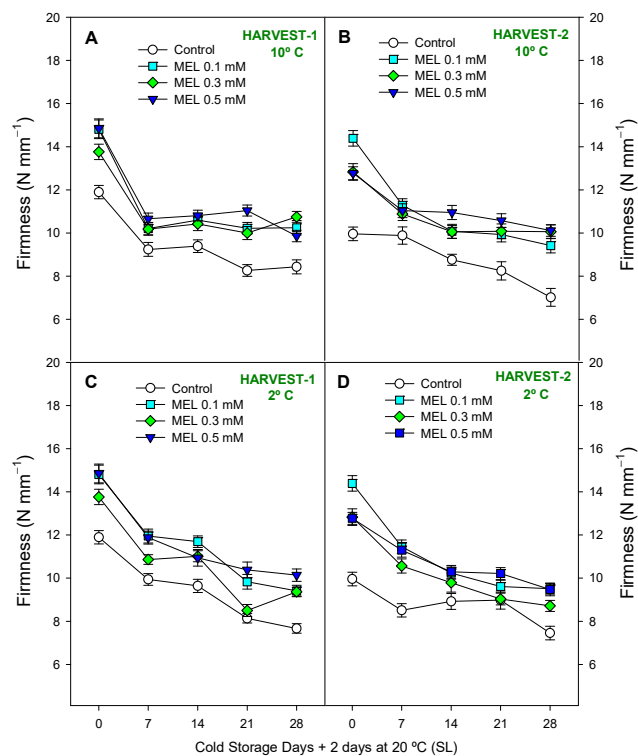 20
18
16
14
12
10
8
6
Firmness (N mm−1)
A
HARVEST-1
10º C
Control
MEL 0.1 mM
MEL 0.3 mM
MEL 0.5 mM
B
HARVEST-2
10º C
Control
MEL 0.1 mM
MEL 0.3 mM
MEL 0.5 mM
20
18
16
14
12
10
8
6
Firmness (N mm−1)
20
18
16
14
12
10
8
6
Firmness (N mm−1)
C
HARVEST-1
2º C
Control
MEL 0.1 mM
MEL 0.3 mM
MEL 0.5 mM
D
HARVEST-2
2º C
Control
MEL 0.1 mM
MEL 0.3 mM
MEL 0.5 mM
20
18
16
14
12
10
8
6
Firmness (N mm−1)
0 7 14 21 28 0 7 14 21 28
Cold Storage Days + 2 days at 20 ºC (SL)